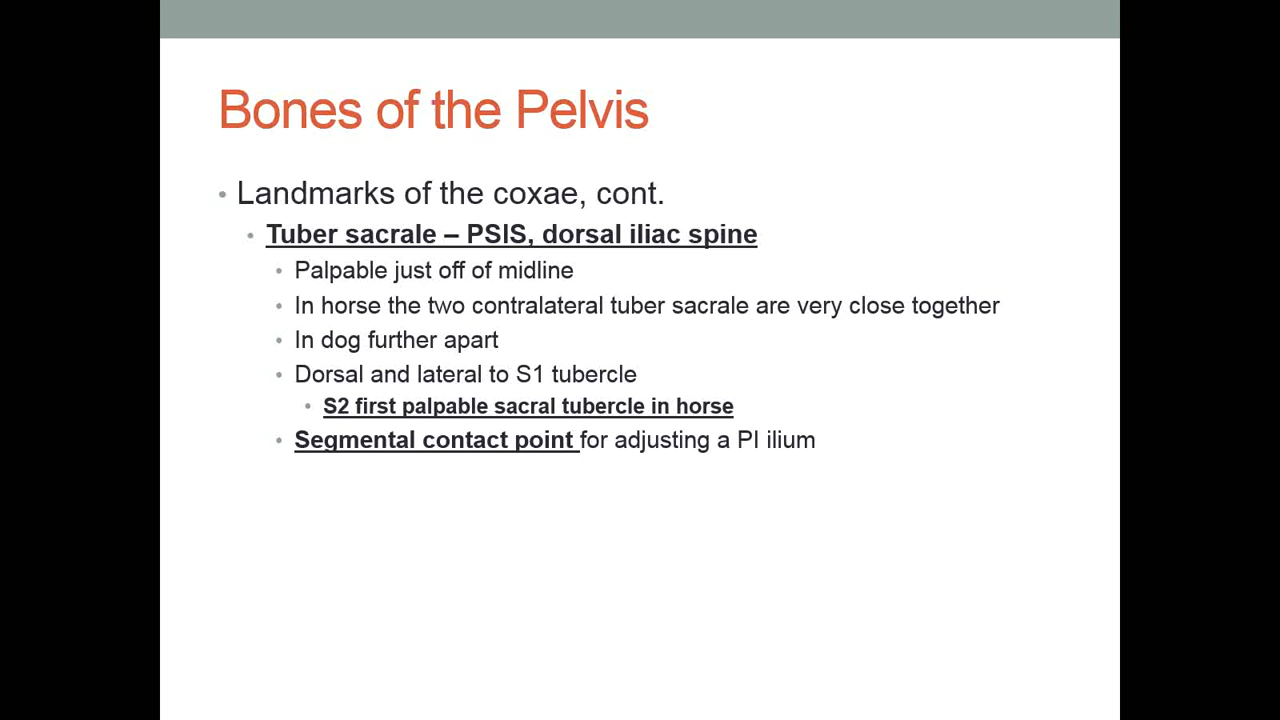 Bones of the Pelvis
• Landmarks of the coxae, cont.
• Tuber sacrale – PSIS, dorsal iliac spine
• Palpable just off of midline
• In horse the two contralateral tuber sacrale are very close together
• In dog further apart
• Dorsal and lateral to S1 tubercle
• S2 first palpable sacral tubercle in horse
• Segmental contact point for adjusting a PI ilium